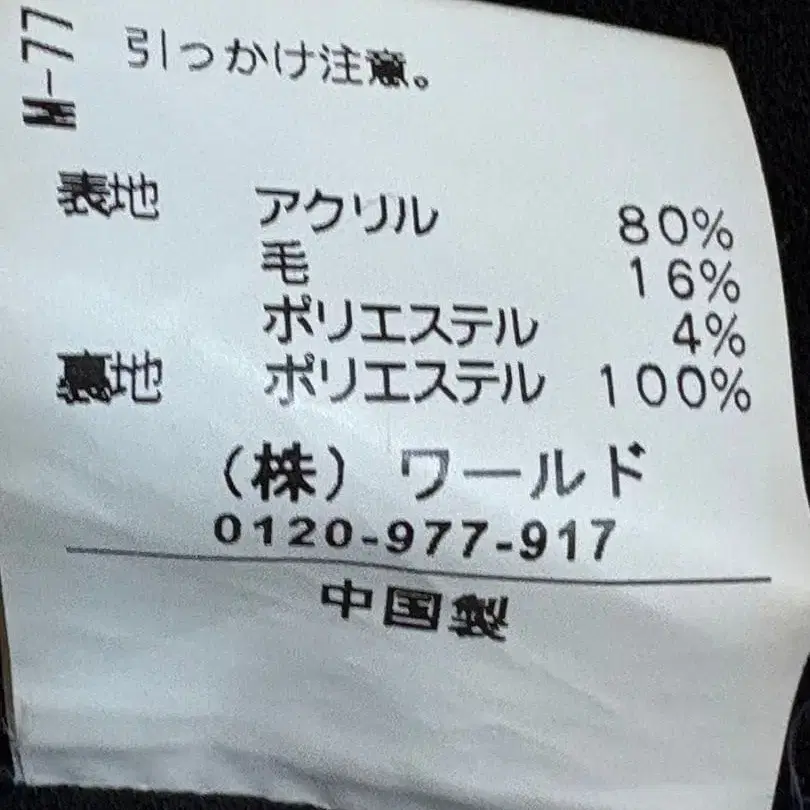 引っかけ注意。
W-77
表地 アクリル 80%
毛 16%
ポリエステル 4%
裏地 ポリエステル 100%
(株) ワールド
0120-977-917
中国製